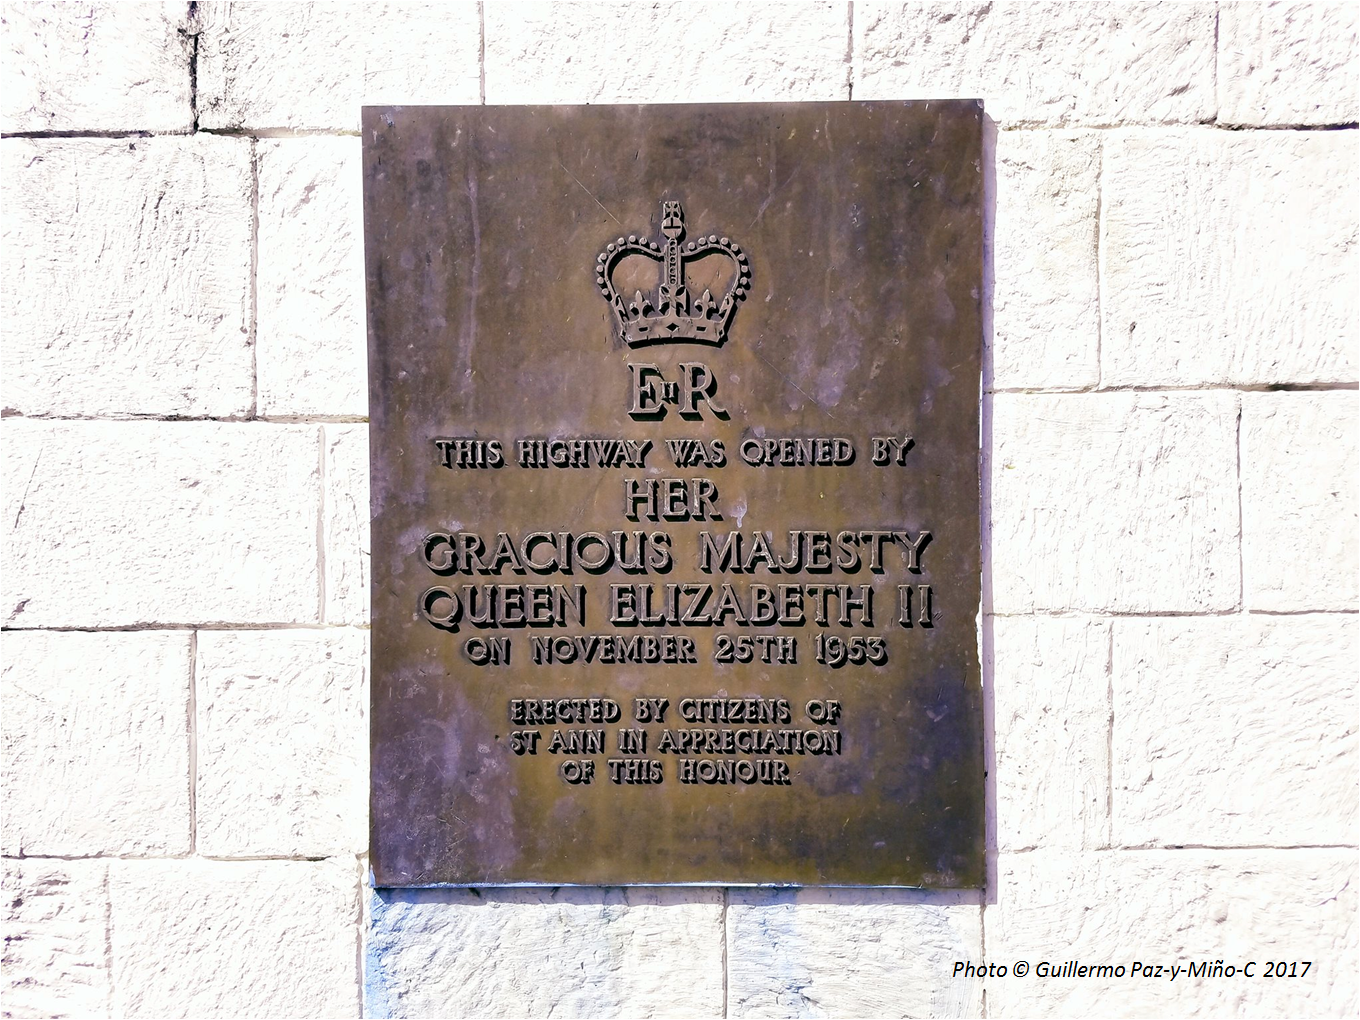 E II R
THIS HIGHWAY WAS OPENED BY
HER
GRACIOUS MAJESTY
QUEEN ELIZABETH II
ON NOVEMBER 25TH 1953
ERECTED BY CITIZENS OF
ST ANN IN APPRECIATION
OF THIS HONOUR
Photo © Guillermo Paz-y-Miño-C 2017